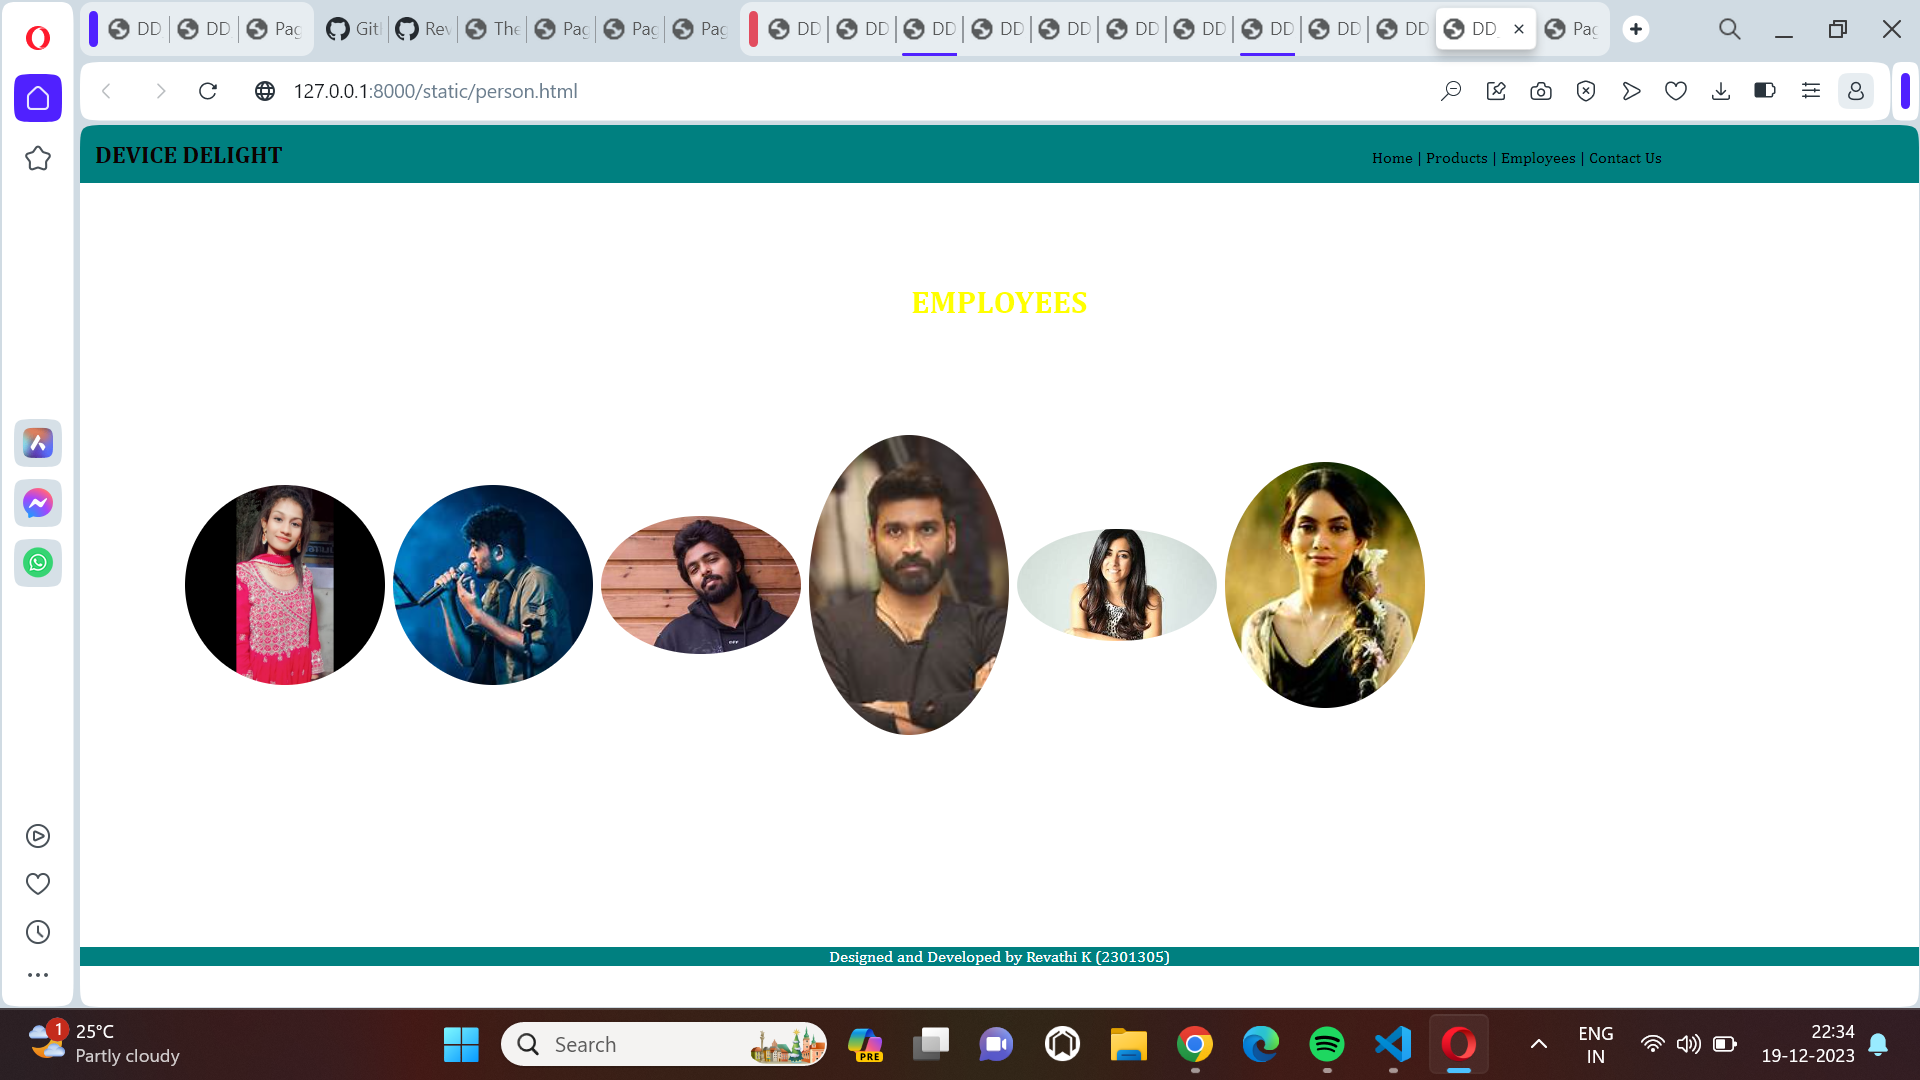 DD
DD
Pag
Git
Rev
The
Pag
Pag
Pag
DD
DD
DD
DD
DD
DD
DD
DD
DD
DD
DD_
Pag
127.0.0.1:8000/static/person.html
DEVICE DELIGHT
Home | Products | Employees | Contact Us
EMPLOYEES
Designed and Developed by Revathi K (2301305)
1
25°C
Partly cloudy
Search
PRE
ENG
IN
22:34
19-12-2023